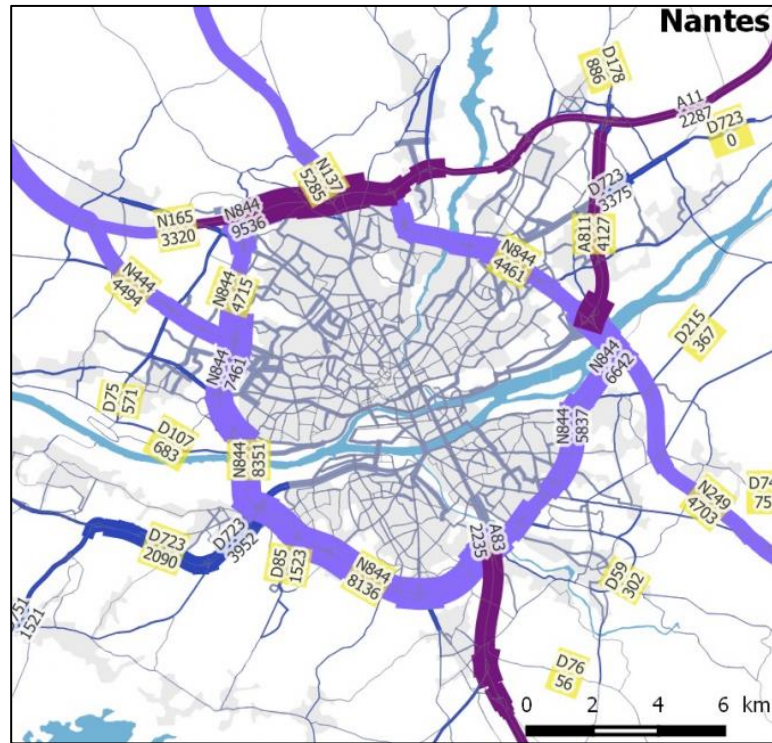 Nantes
D178
886
A11
2287
D723
0
N137
5285
D723
3375
N165
3320
N844
9536
A811
4127
N844
4461
N444
4494
N844
4715
D215
367
N844
6642
N844
7461
D75
571
N844
5837
D107
683
N844
8351
D74
75
N249
4703
D723
2090
D723
3952
A83
2235
D85
1523
N844
8136
D59
302
751
1521
D76
56
0 2 4 6 km